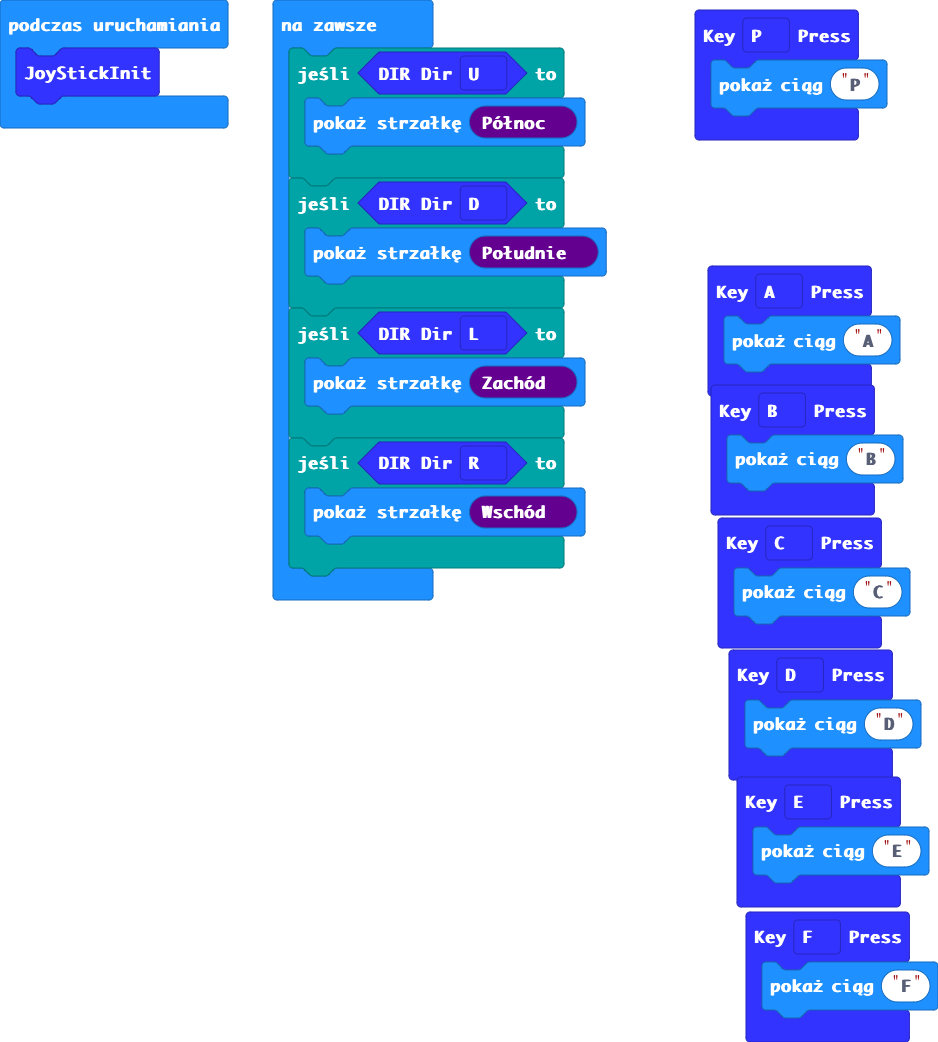 podczas uruchamiania
JoyStickInit
na zawsze
jeśli DIR Dir U to
pokaż strzałkę Północ
jeśli DIR Dir D to
pokaż strzałkę Południe
jeśli DIR Dir L to
pokaż strzałkę Zachód
jeśli DIR Dir R to
pokaż strzałkę Wschód
Key P Press
pokaż ciąg "P"
Key A Press
pokaż ciąg "A"
Key B Press
pokaż ciąg "B"
Key C Press
pokaż ciąg "C"
Key D Press
pokaż ciąg "D"
Key E Press
pokaż ciąg "E"
Key F Press
pokaż ciąg "F"